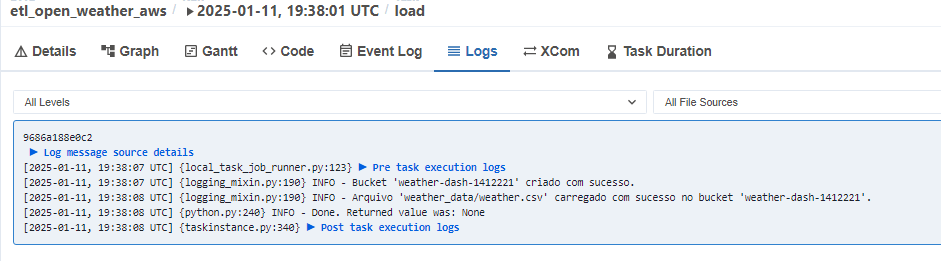 etl_open_weather_aws / ▶ 2025-01-11, 19:38:01 UTC / load
Details Graph Gantt Code Event Log Logs XCom Task Duration
All Levels All File Sources
9686a188e0c2
▶ Log message source details
[2025-01-11, 19:38:07 UTC] {local_task_job_runner.py:123} ▶ Pre task execution logs
[2025-01-11, 19:38:07 UTC] {logging_mixin.py:190} INFO - Bucket 'weather-dash-1412221' criado com sucesso.
[2025-01-11, 19:38:08 UTC] {logging_mixin.py:190} INFO - Arquivo 'weather_data/weather.csv' carregado com sucesso no bucket 'weather-dash-1412221'.
[2025-01-11, 19:38:08 UTC] {python.py:240} INFO - Done. Returned value was: None
[2025-01-11, 19:38:08 UTC] {taskinstance.py:340} ▶ Post task execution logs